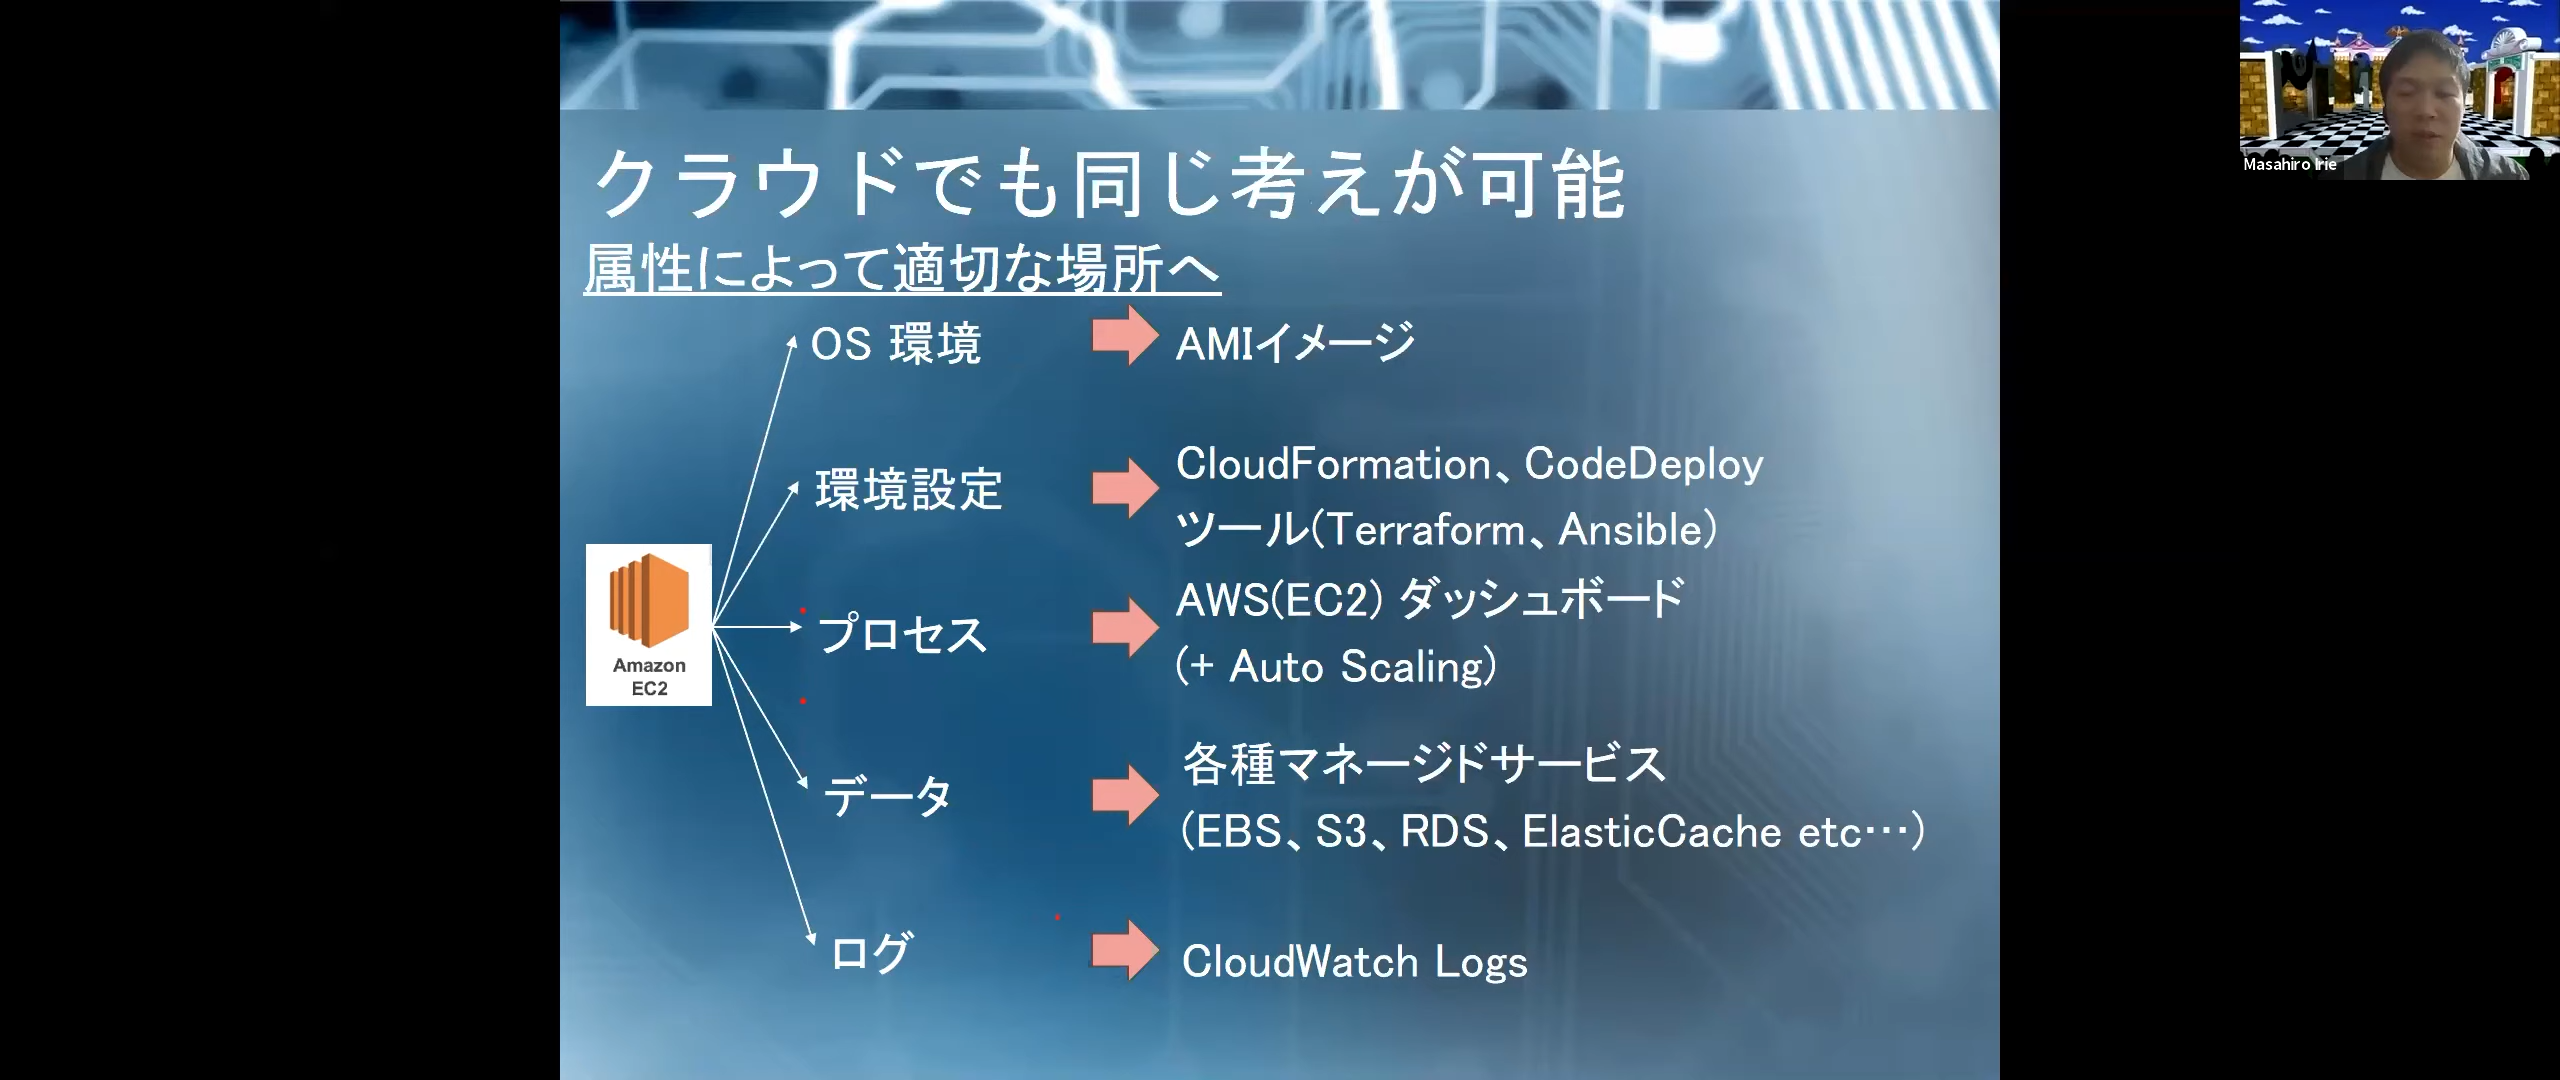 クラウドでも同じ考えが可能
属性によって適切な場所へ
OS 環境
AMIイメージ
環境設定
CloudFormation、CodeDeploy
ツール(Terraform、Ansible)
プロセス
AWS(EC2) ダッシュボード
(+ Auto Scaling)
Amazon
EC2
データ
各種マネージドサービス
(EBS、S3、RDS、ElasticCache etc…)
ログ
CloudWatch Logs
Masahiro Irie